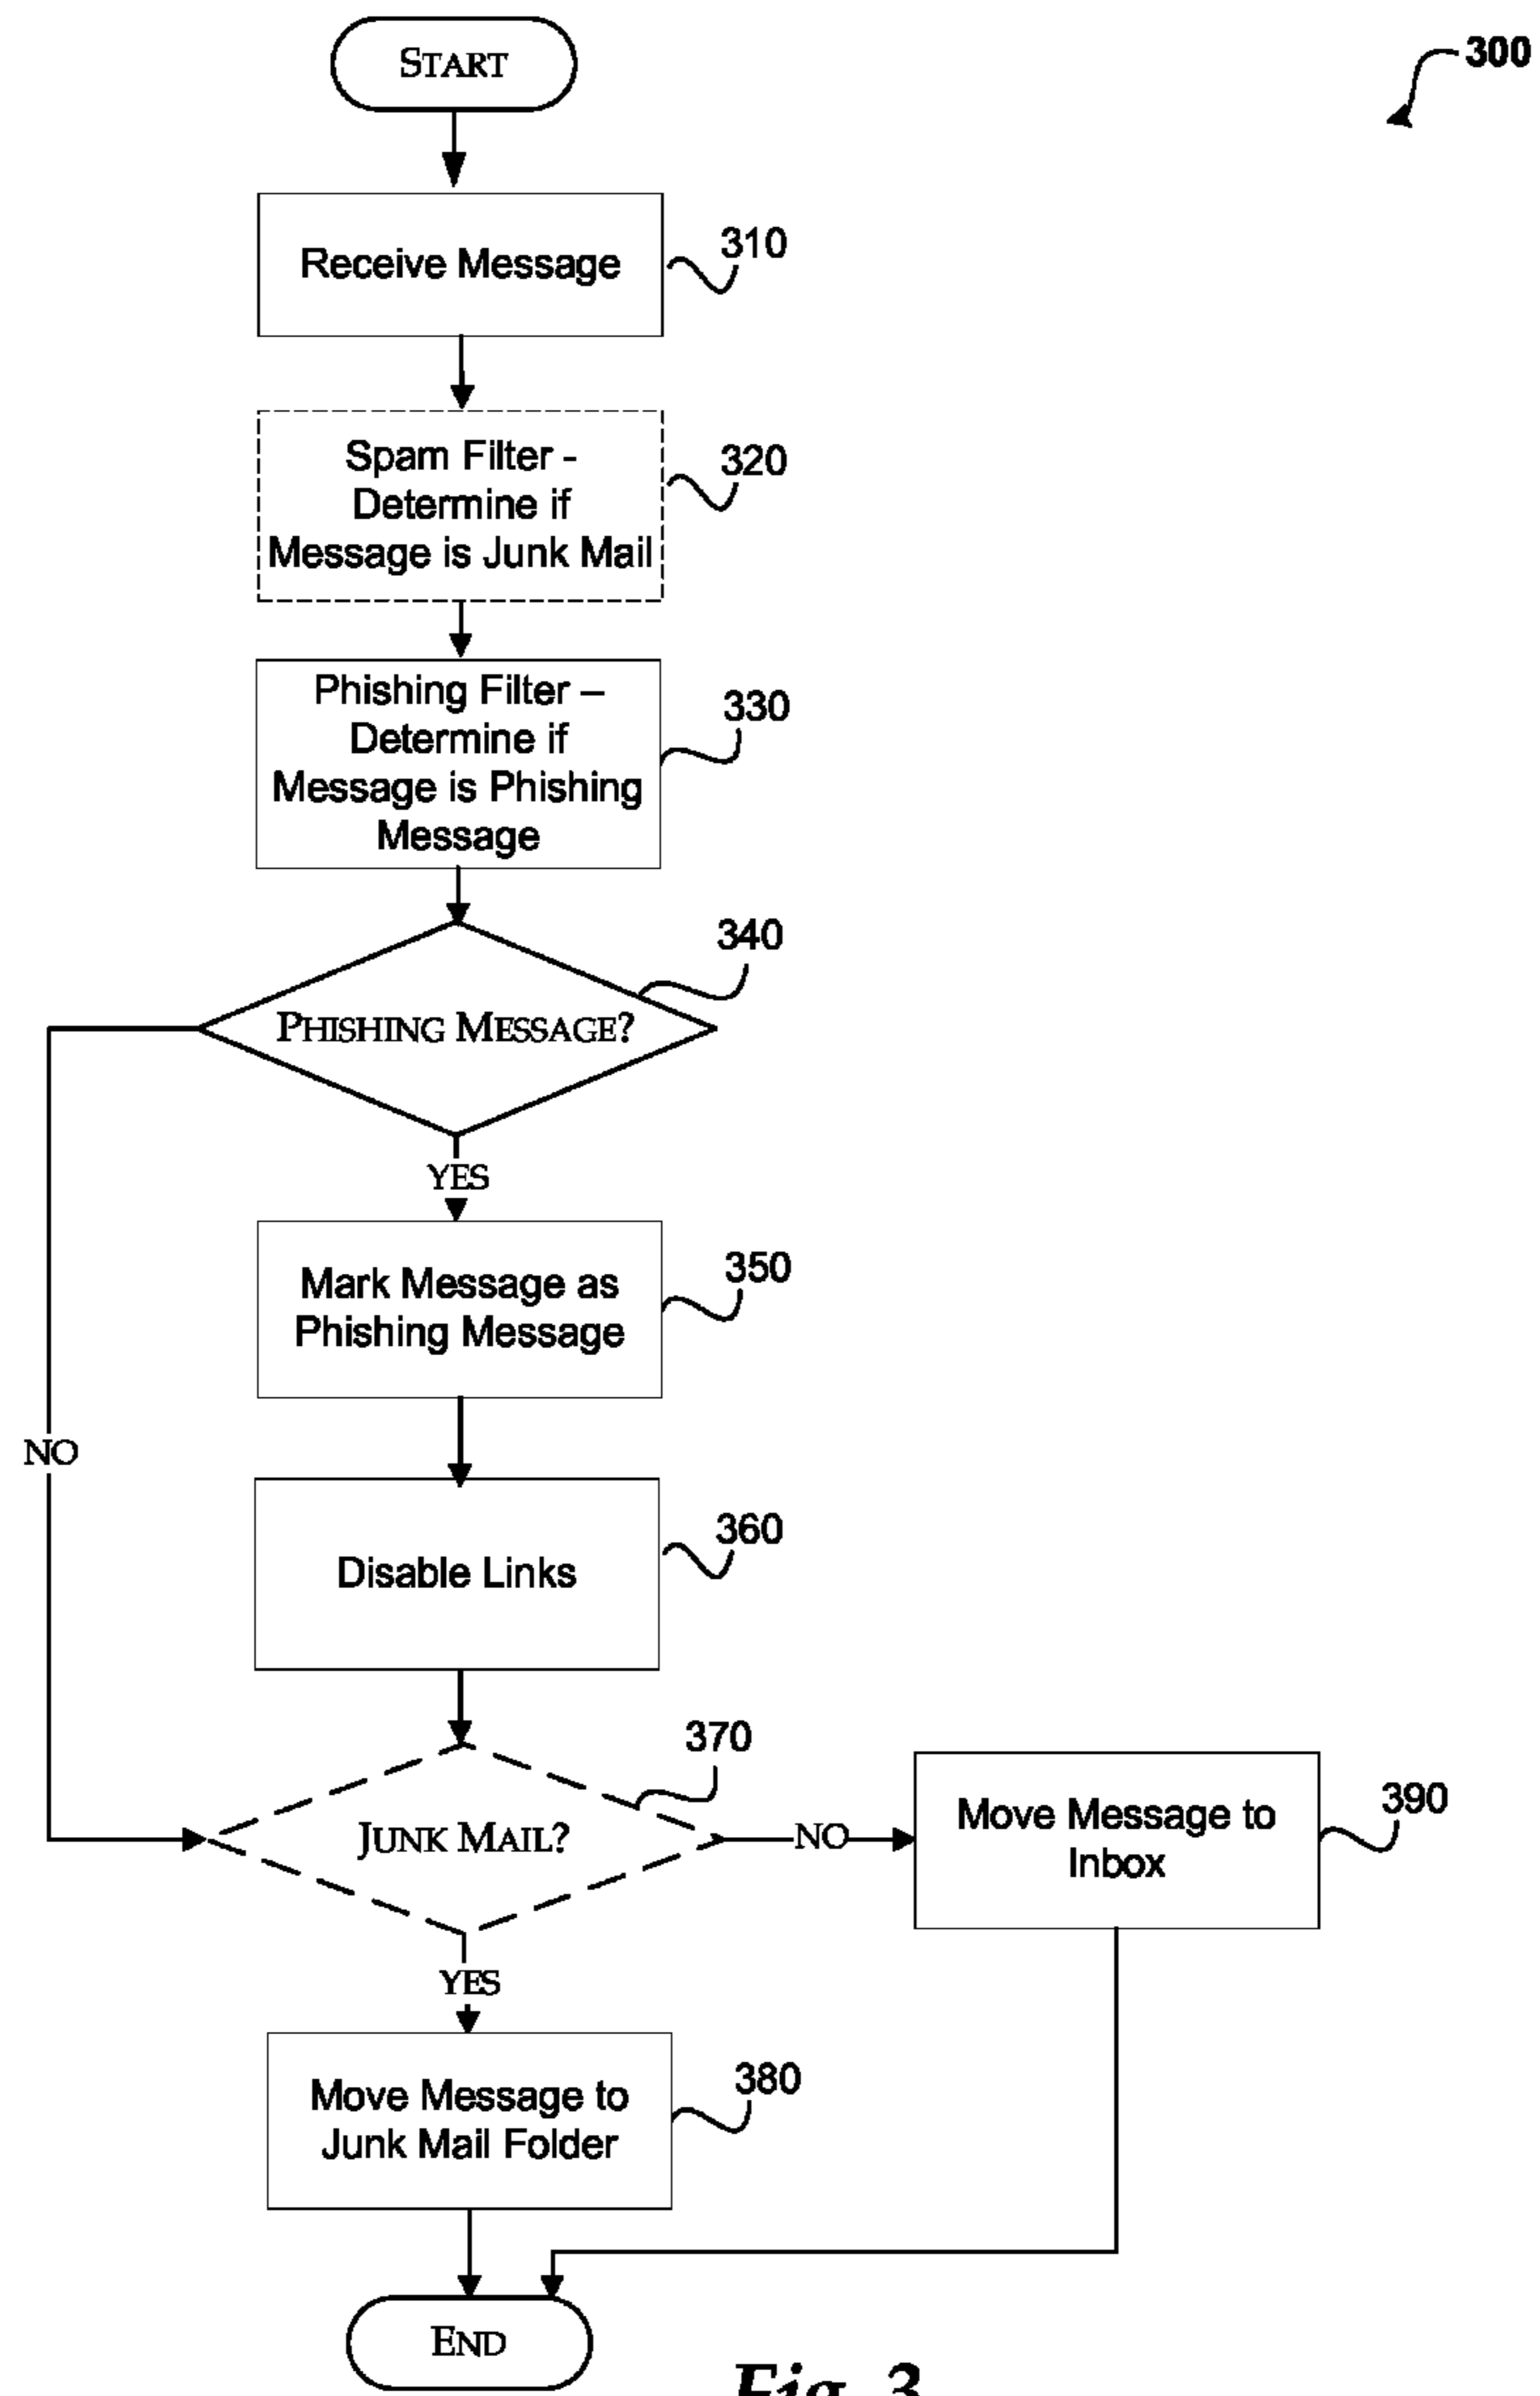 START
300
Receive Message
310
Spam Filter -
Determine if
Message is Junk Mail
320
Phishing Filter –
Determine if
Message is Phishing
Message
330
PHISHING MESSAGE?
340
YES
NO
Mark Message as
Phishing Message
350
Disable Links
360
JUNK MAIL?
370
NO
Move Message to
Inbox
390
YES
Move Message to
Junk Mail Folder
380
END
Fig. 3